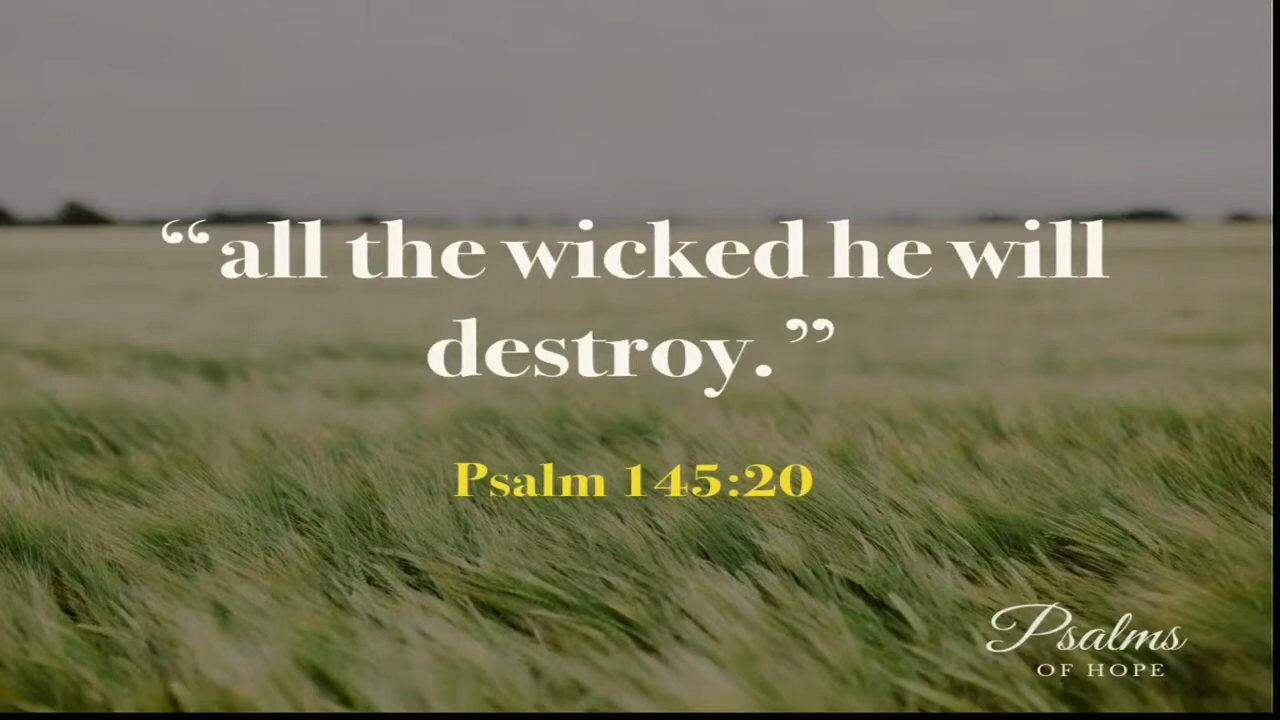 “all the wicked he will
destroy.”
Psalm 145:20
Psalms
OF HOPE